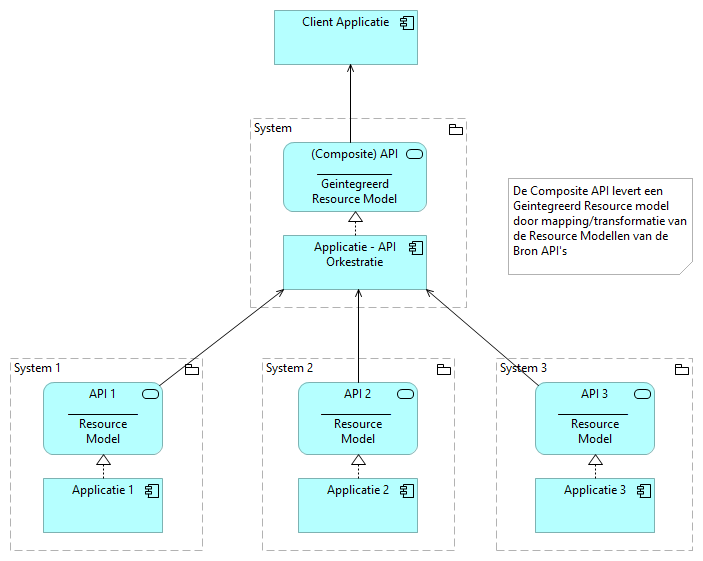 Client Applicatie
System
(Composite) API
Geintegreerd
Resource Model
Applicatie - API
Orkestratie
De Composite API levert een
Geintegreerd Resource model
door mapping/transformatie van
de Resource Modellen van de
Bron API's
System 1
API 1
Resource
Model
Applicatie 1
System 2
API 2
Resource
Model
Applicatie 2
System 3
API 3
Resource
Model
Applicatie 3